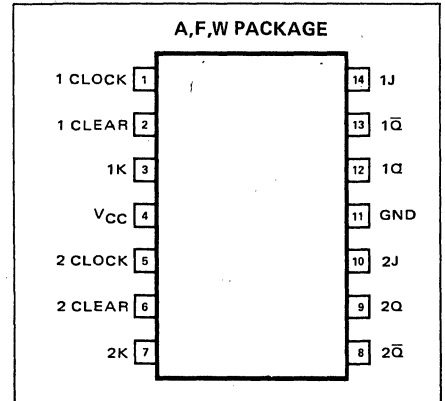 A,F,W PACKAGE
1 CLOCK 1
1 CLEAR 2
1K 3
VCC 4
2 CLOCK 5
2 CLEAR 6
2K 7
14 1J
13 1Q̅
12 1Q
11 GND
10 2J
9 2Q
8 2Q̅